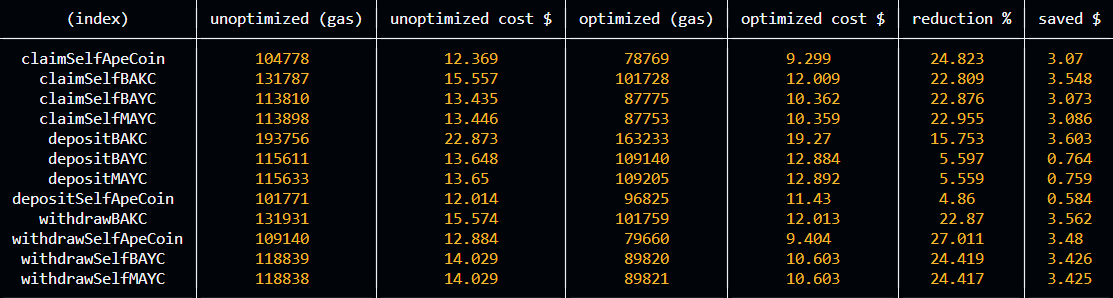 (index) unoptimized (gas) unoptimized cost $ optimized (gas) optimized cost $ reduction % saved $
claimSelfApeCoin 104778 12.369 78769 9.299 24.823 3.07
claimSelfBAKC 131787 15.557 101728 12.009 22.809 3.548
claimSelfBAYC 113810 13.435 87775 10.362 22.876 3.073
claimSelfMAYC 113898 13.446 87753 10.359 22.955 3.086
depositBAKC 193756 22.873 163233 19.27 15.753 3.603
depositBAYC 115611 13.648 109140 12.884 5.597 0.764
depositMAYC 115633 13.65 109205 12.892 5.559 0.759
depositSelfApeCoin 101771 12.014 96825 11.43 4.86 0.584
withdrawBAKC 131931 15.574 101759 12.013 22.87 3.562
withdrawSelfApeCoin 109140 12.884 79660 9.404 27.011 3.48
withdrawSelfBAYC 118839 14.029 89820 10.603 24.419 3.426
withdrawSelfMAYC 118838 14.029 89821 10.603 24.417 3.425